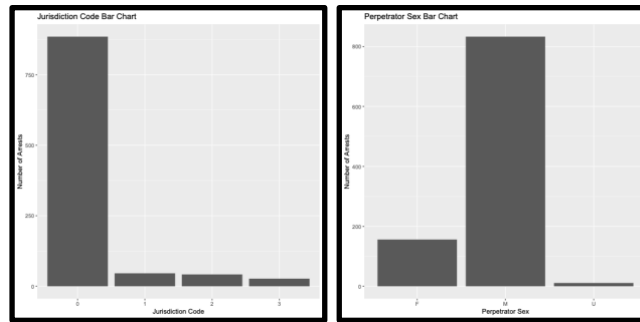 Jurisdiction Code Bar Chart
750
500
250
0
Number of Arrests
0 1 2 3
Jurisdiction Code
Perpetrator Sex Bar Chart
800
600
400
200
0
Number of Arrests
F M U
Perpetrator Sex